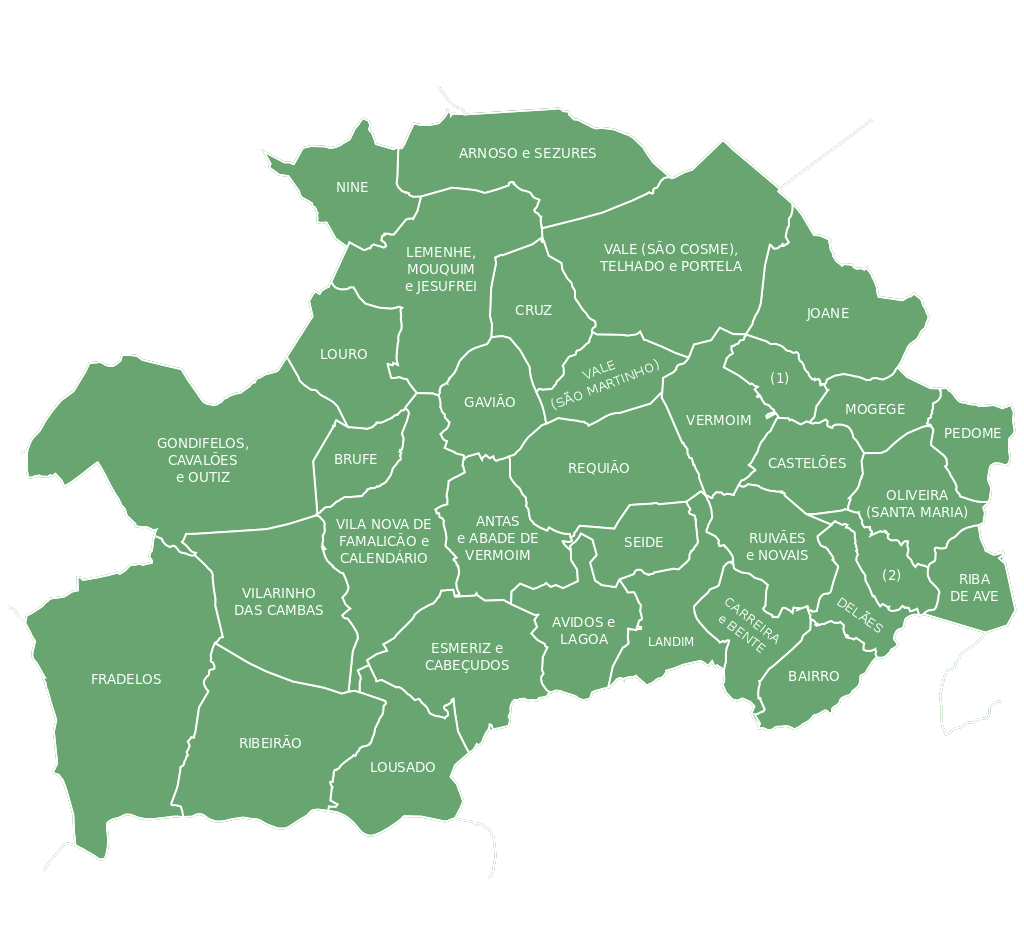 ARNOSO e SEZURES
NINE
LEMENHE,
MOUQUIM
e JESUFREI
VALE (SÃO COSME),
TELHADO e PORTELA
CRUZ
JOANE
LOURO
VALE
(SÃO MARTINHO)
(1)
GAVIÃO
MOGEGE
VERMOIM
PEDOME
GONDIFELOS,
CAVALÕES
e OUTIZ
BRUFE
REQUIÃO
CASTELÕES
OLIVEIRA
(SANTA MARIA)
VILA NOVA DE
FAMALICÃO e
CALENDÁRIO
ANTAS
e ABADE DE
VERMOIM
SEIDE
RUIVÃES
e NOVAIS
(2)
RIBA
DE AVE
VILARINHO
DAS CAMBAS
DELÃES
CARREIRA
e BENTE
AVIDOS e
LAGOA
LANDIM
ESMERIZ e
CABEÇUDOS
BAIRRO
FRADELOS
RIBEIRÃO
LOUSADO